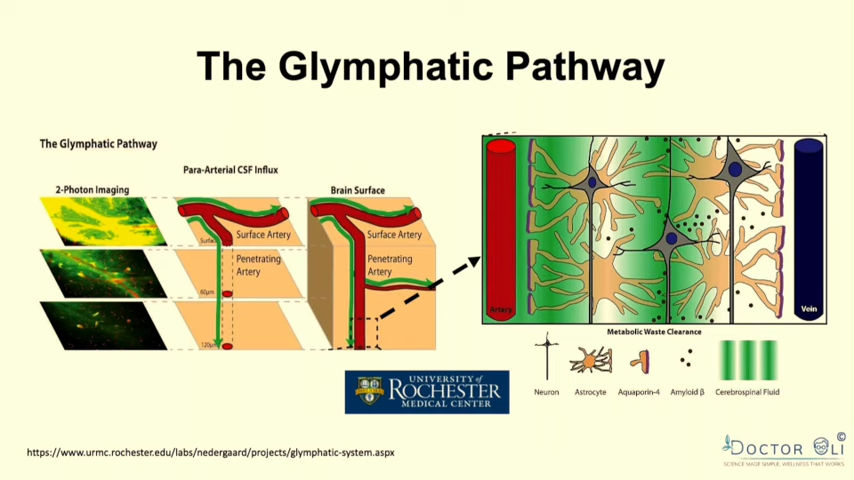 The Glymphatic Pathway
The Glymphatic Pathway
Para-Arterial CSF Influx
2-Photon Imaging
Brain Surface
Surface Artery
Surface Artery
Penetrating
Artery
Penetrating
Artery
60µm
120µm
Artery
Vein
Metabolic Waste Clearance
Neuron
Astrocyte
Aquaporin-4
Amyloid β
Cerebrospinal Fluid
UNIVERSITY of
ROCHESTER
MEDICAL CENTER
https://www.urmc.rochester.edu/labs/nedergaard/projects/glymphatic-system.aspx
DOCTOR OLI ©
SCIENCE MADE SIMPLE, WELLNESS THAT WORKS